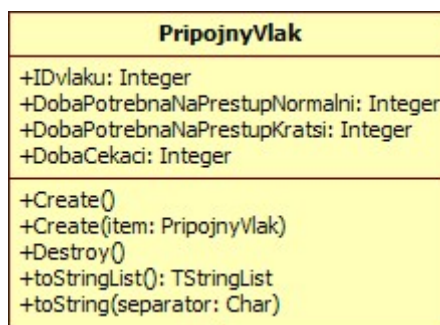 PripojnyVlak
+IDvlaku: Integer
+DobaPotrebnaNaPrestupNormalni: Integer
+DobaPotrebnaNaPrestupKratsi: Integer
+DobaCekaci: Integer
+Create()
+Create(item: PripojnyVlak)
+Destroy()
+toStringList(): TStringList
+toString(separator: Char)